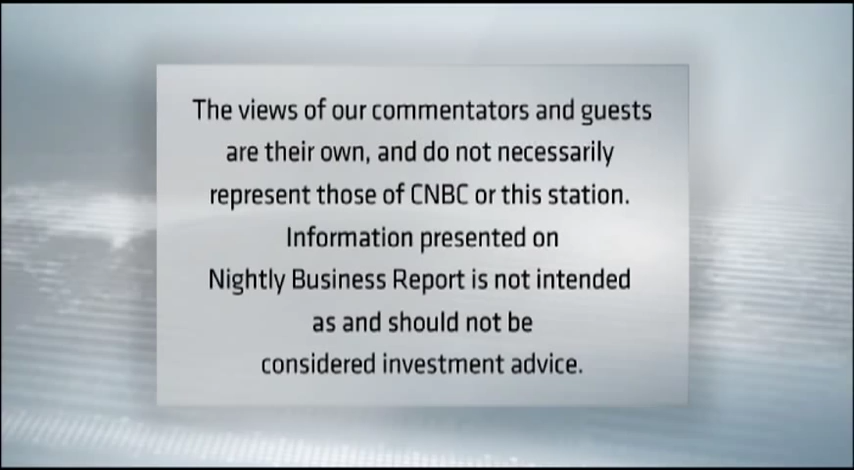 The views of our commentators and guests
are their own, and do not necessarily
represent those of CNBC or this station.
Information presented on
Nightly Business Report is not intended
as and should not be
considered investment advice.